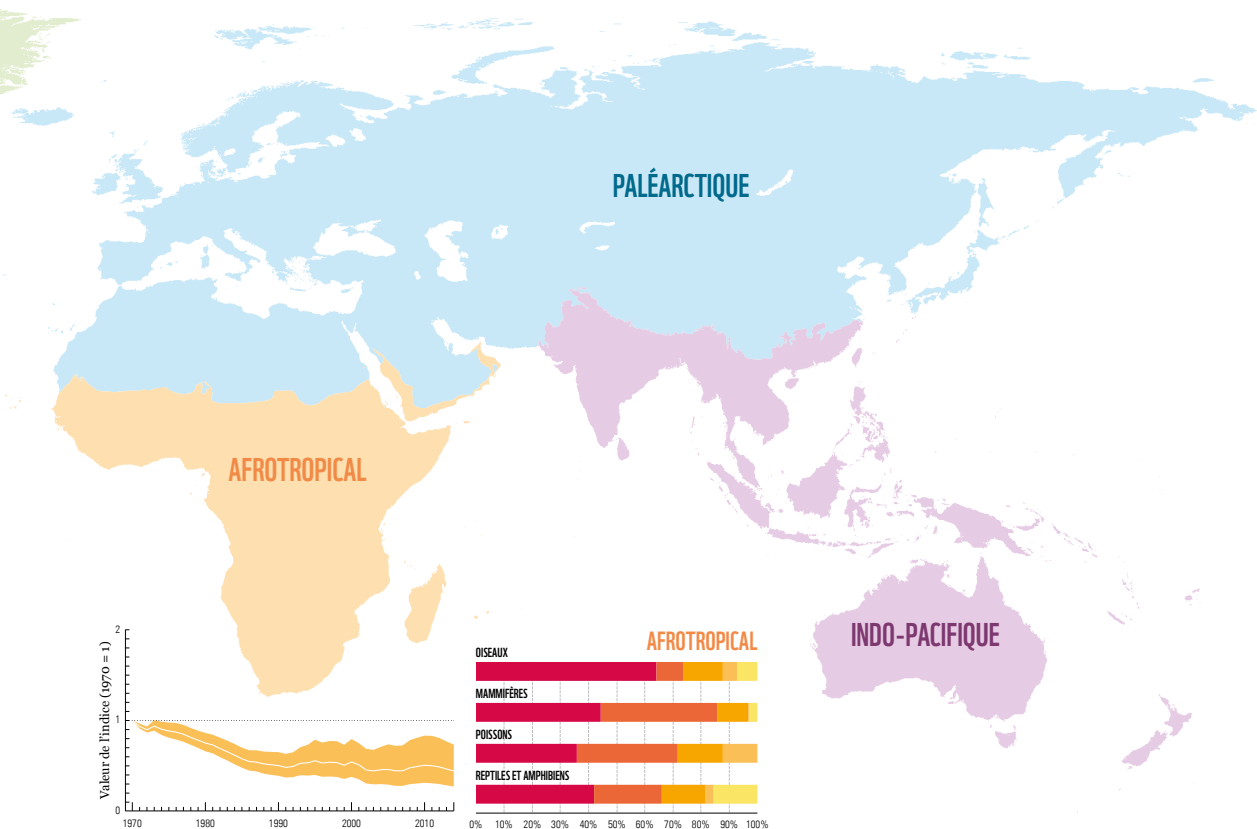 PALÉARCTIQUE
AFROTROPICAL
INDO-PACIFIQUE
Valeur de l'indice (1970 = 1)
2
1
0
1970 1980 1990 2000 2010
AFROTROPICAL
OISEAUX
MAMMIFÈRES
POISSONS
REPTILES ET AMPHIBIENS
0% 10% 20% 30% 40% 50% 60% 70% 80% 90% 100%